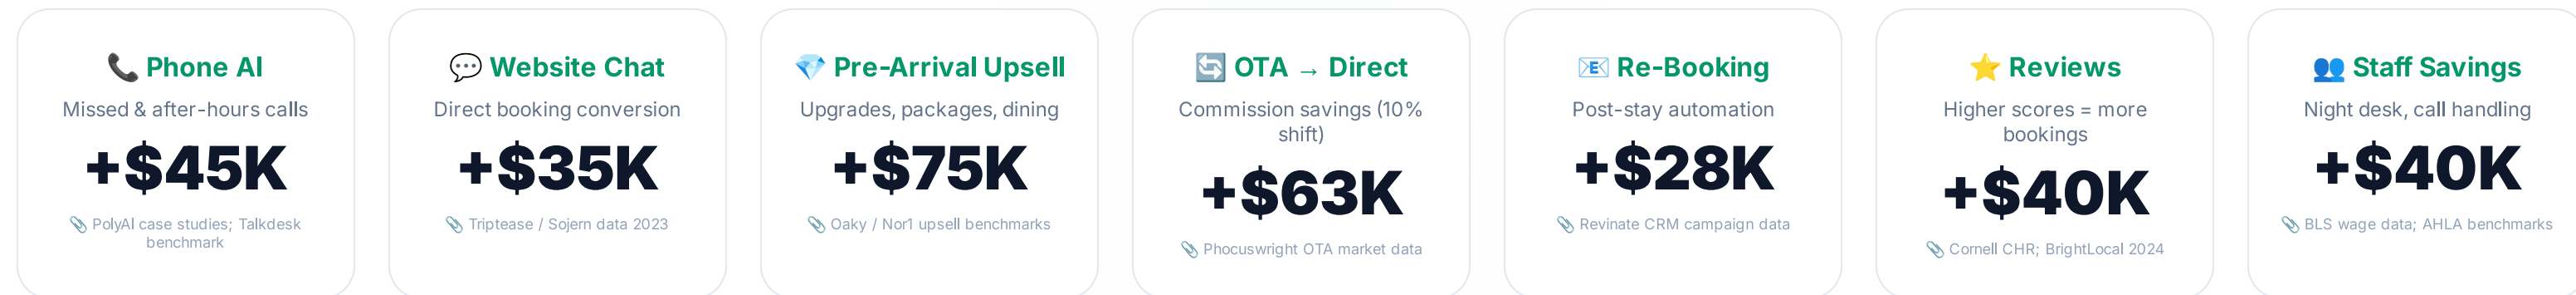 📞 Phone AI
Missed & after-hours calls
+$45K
📎 PolyAI case studies; Talkdesk
benchmark
💬 Website Chat
Direct booking conversion
+$35K
📎 Triptease / Sojern data 2023
💎 Pre-Arrival Upsell
Upgrades, packages, dining
+$75K
📎 Oaky / Nor1 upsell benchmarks
🔄 OTA → Direct
Commission savings (10%
shift)
+$63K
📎 Phocuswright OTA market data
📧 Re-Booking
Post-stay automation
+$28K
📎 Revinate CRM campaign data
⭐ Reviews
Higher scores = more
bookings
+$40K
📎 Cornell CHR; BrightLocal 2024
👥 Staff Savings
Night desk, call handling
+$40K
📎 BLS wage data; AHLA benchmarks